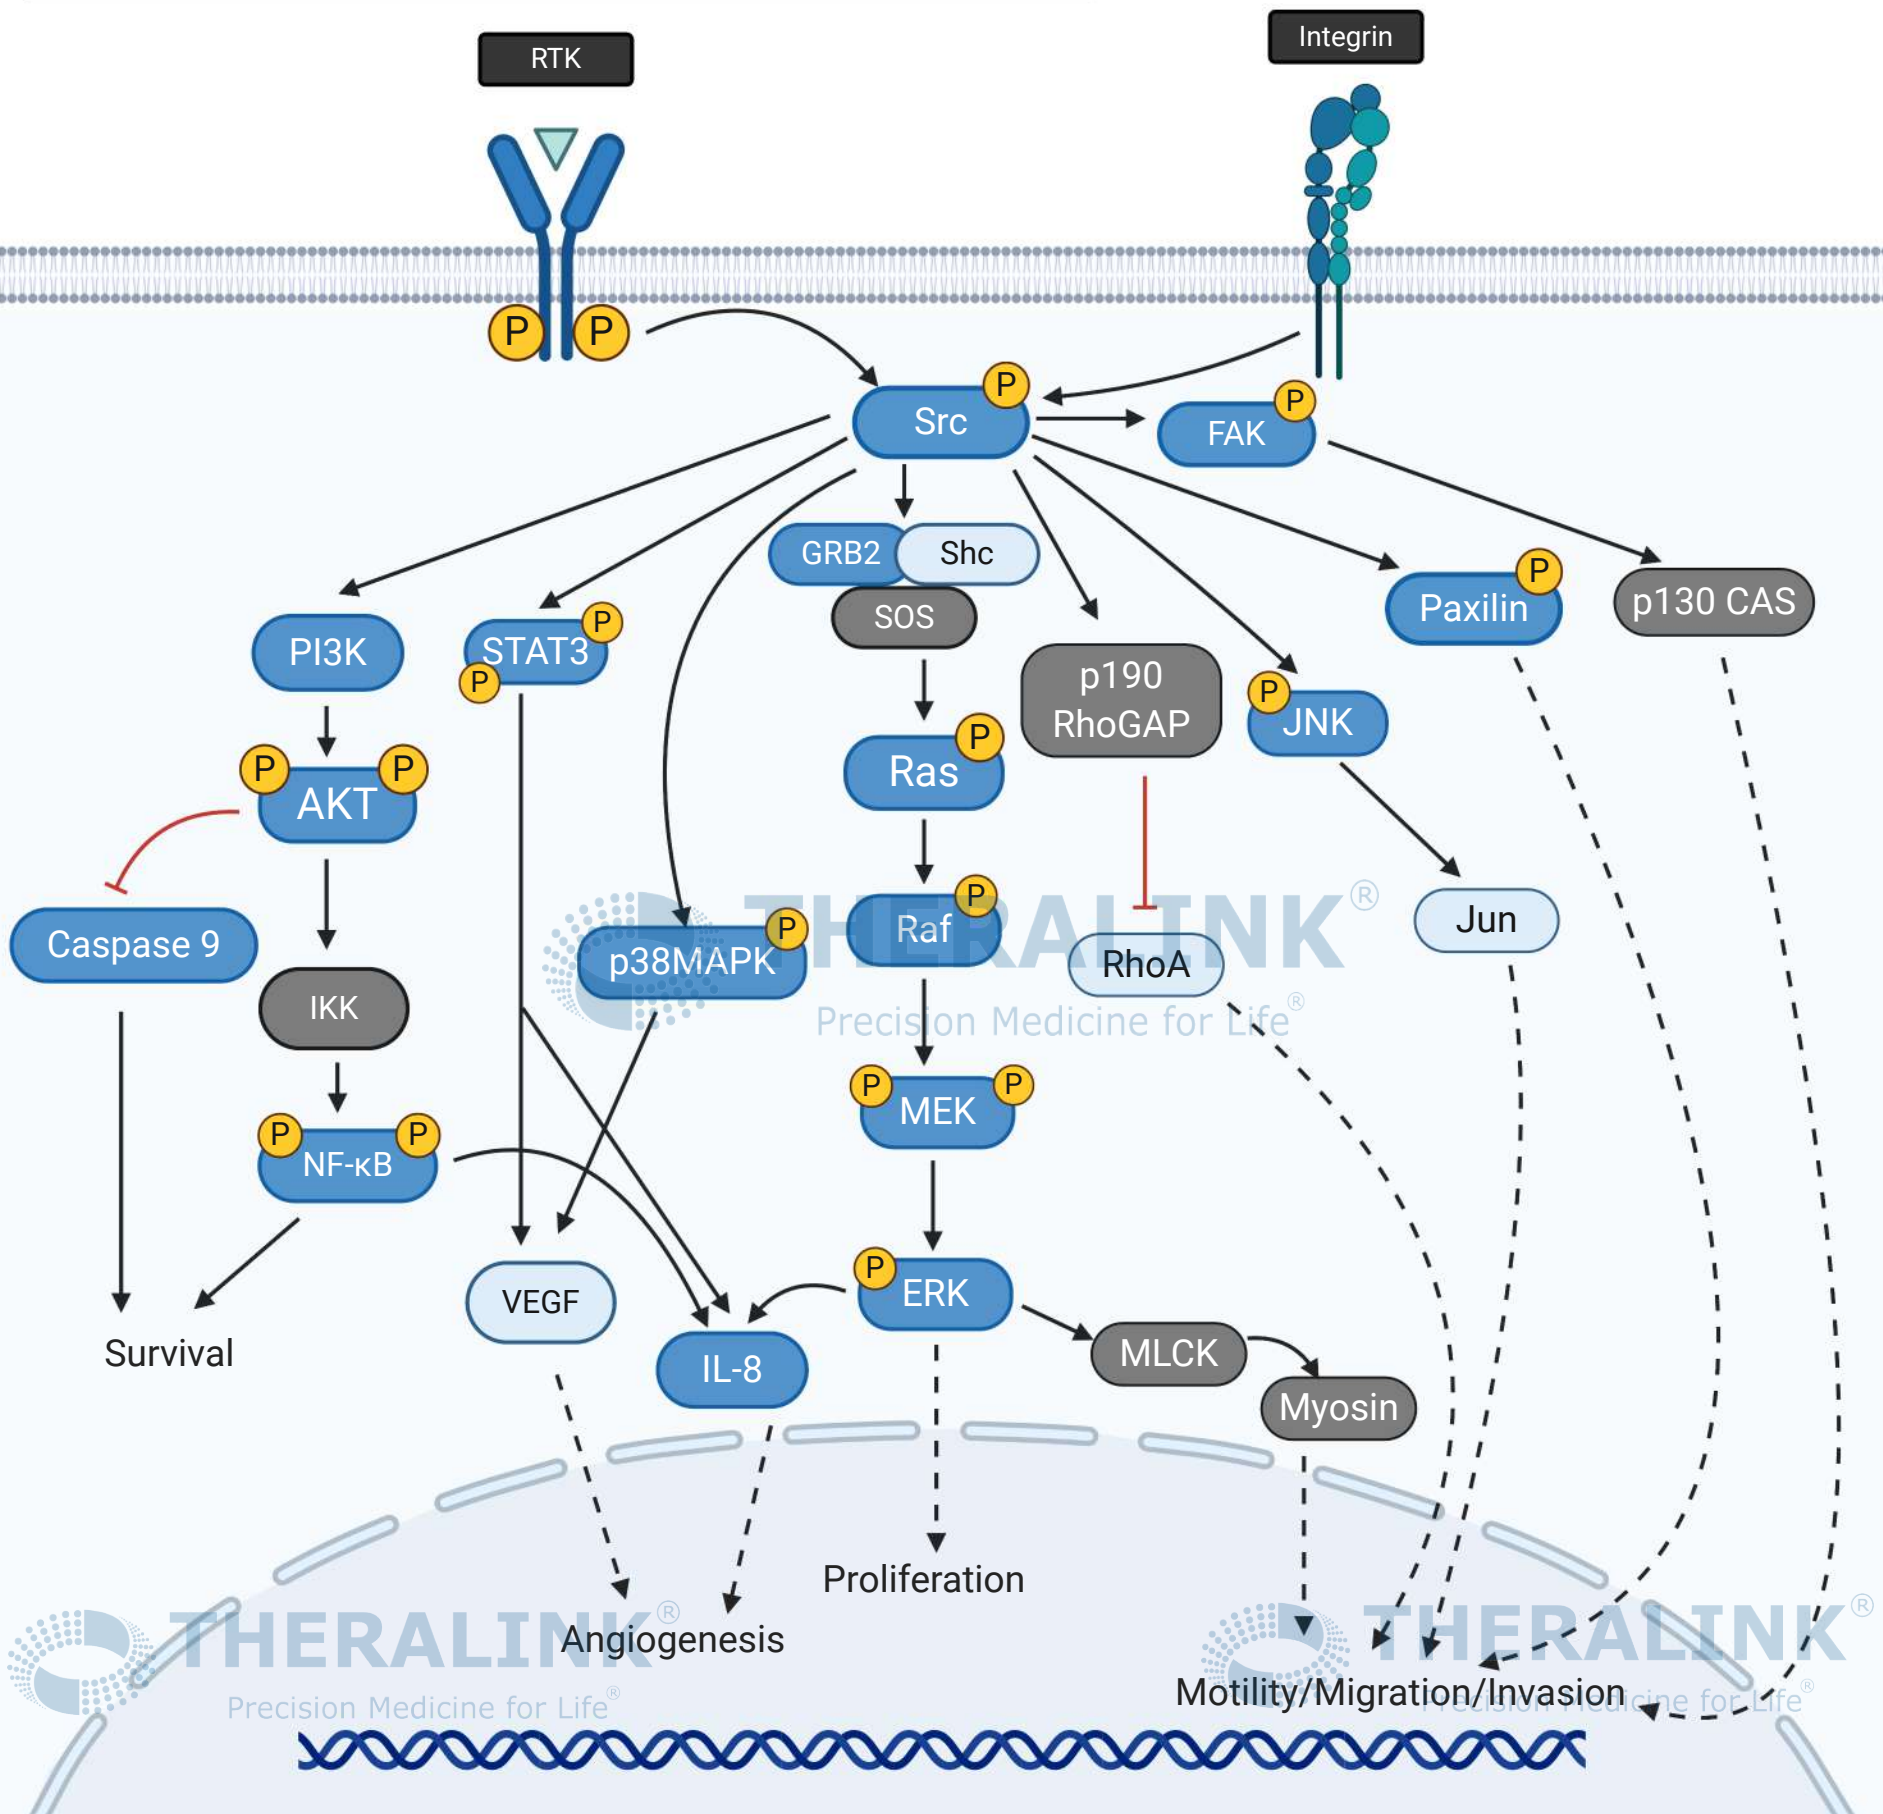 RTK
Integrin
P
P
P
Src
P
FAK
GRB2
Shc
SOS
P
Paxilin
p130 CAS
PI3K
P
STAT3
P
p190
RhoGAP
P
JNK
P
P
AKT
P
Ras
Caspase 9
P
p38MAPK
P
Raf
RhoA
Jun
THERALINK®
Precision Medicine for Life®
IKK
P
P
MEK
P
P
NF-κB
VEGF
P
ERK
IL-8
MLCK
Myosin
Survival
Proliferation
Angiogenesis
Motility/Migration/Invasion
THERALINK®
Precision Medicine for Life®
THERALINK®
Precision Medicine for Life®